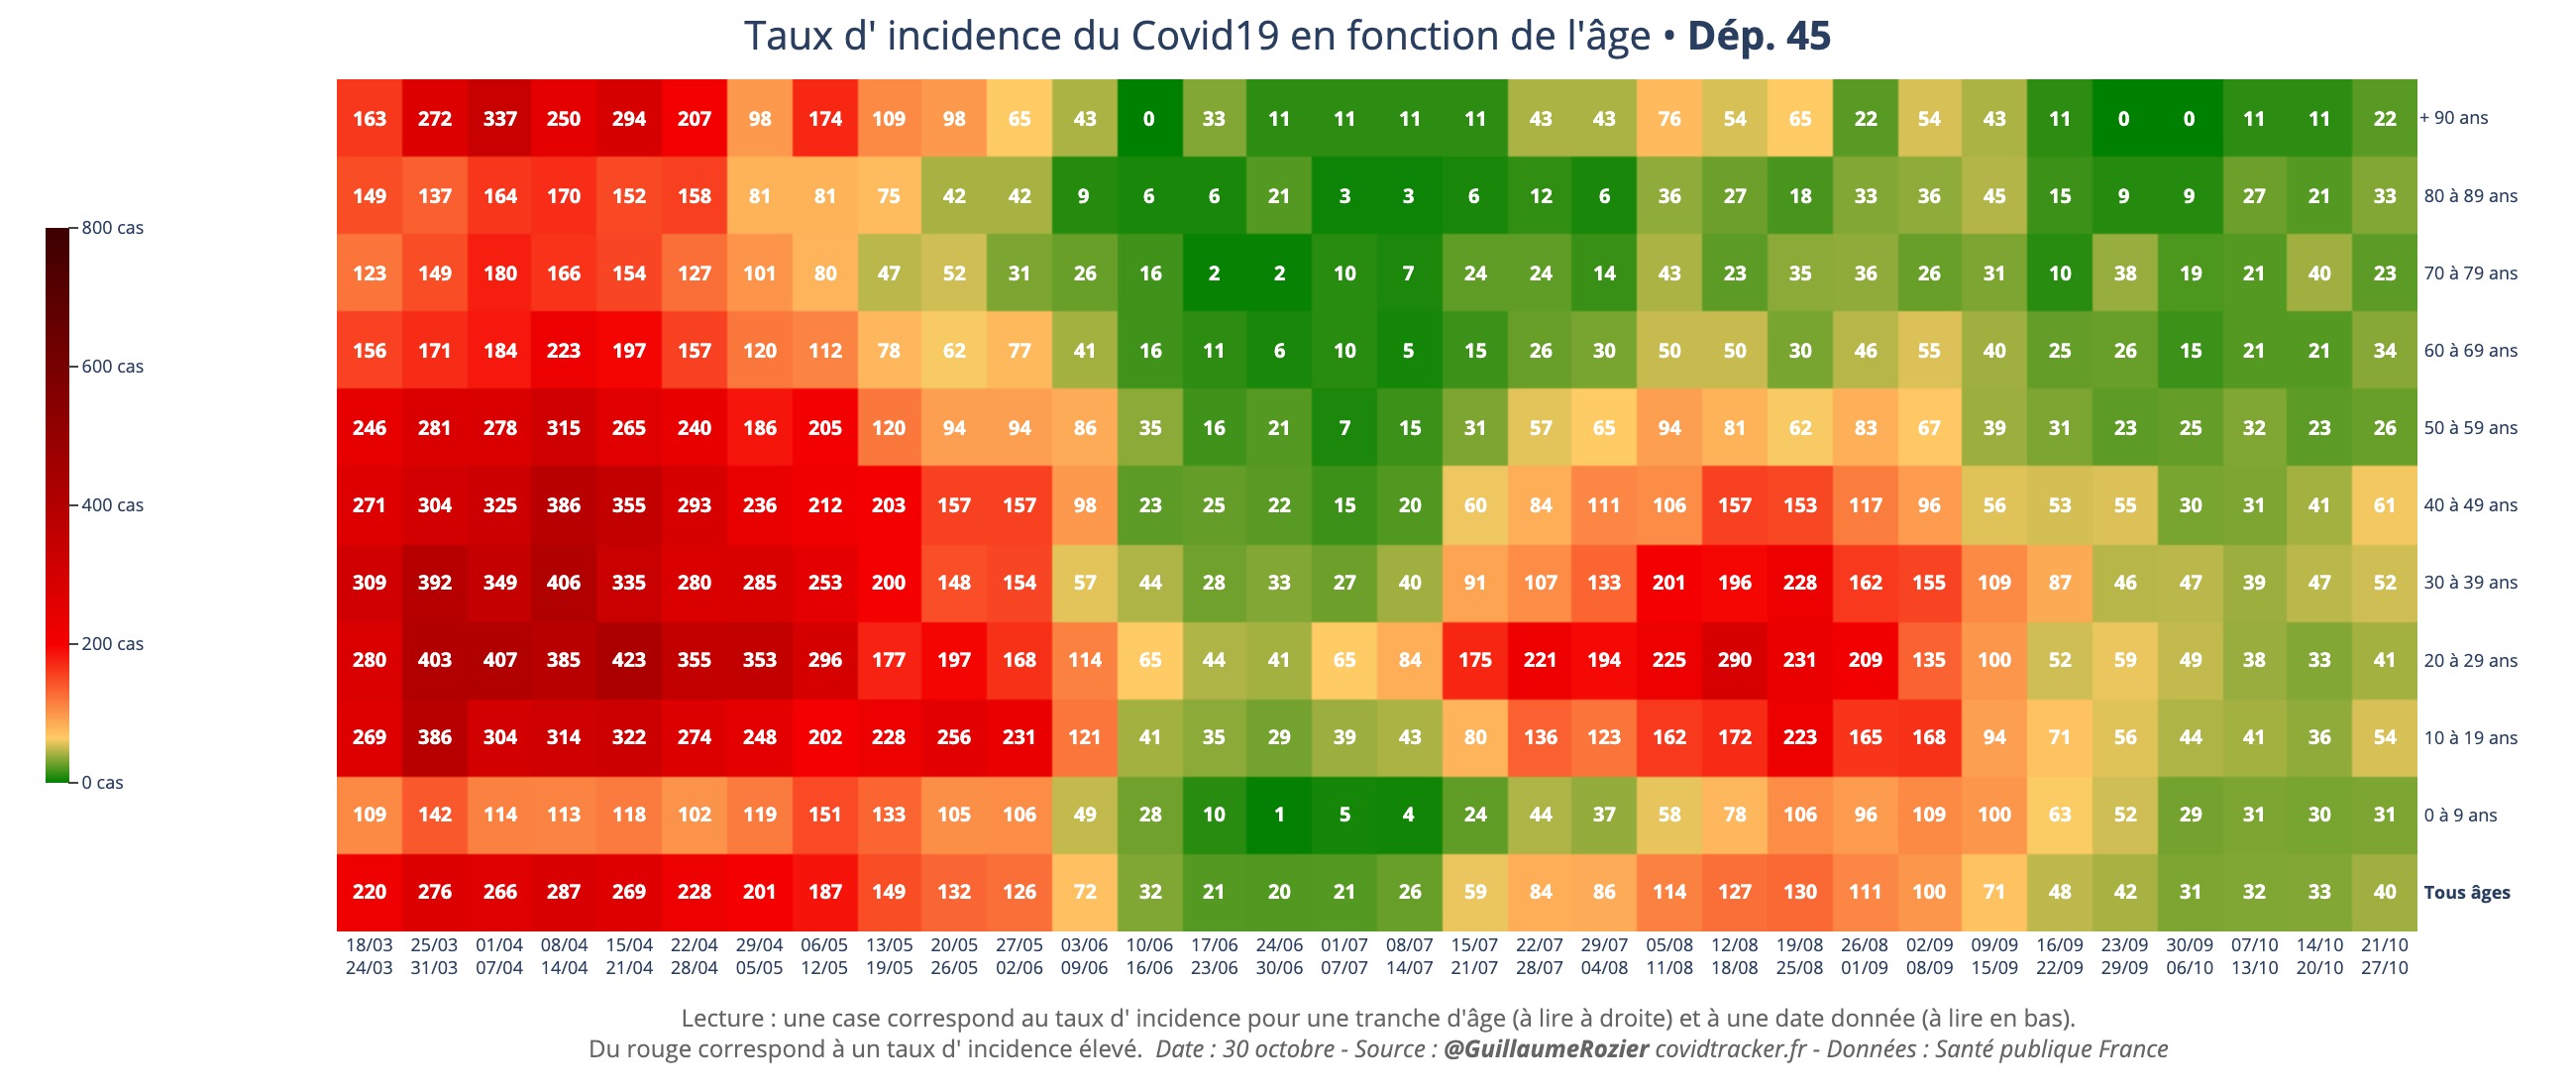 Taux d' incidence du Covid19 en fonction de l'âge • Dép. 45
800 cas
600 cas
400 cas
200 cas
0 cas
163 272 337 250 294 207 98 174 109 98 65 43 0 33 11 11 11 11 43 43 76 54 65 22 54 43 11 0 0 11 11 22 + 90 ans
149 137 164 170 152 158 81 81 75 42 42 9 6 6 21 3 3 6 12 6 36 27 18 33 36 45 15 9 9 27 21 33 80 à 89 ans
123 149 180 166 154 127 101 80 47 52 31 26 16 2 2 10 7 24 24 14 43 23 35 36 26 31 10 38 19 21 40 23 70 à 79 ans
156 171 184 223 197 157 120 112 78 62 77 41 16 11 6 10 5 15 26 30 50 50 30 46 55 40 25 26 15 21 21 34 60 à 69 ans
246 281 278 315 265 240 186 205 120 94 94 86 35 16 21 7 15 31 57 65 94 81 62 83 67 39 31 23 25 32 23 26 50 à 59 ans
271 304 325 386 355 293 236 212 203 157 157 98 23 25 22 15 20 60 84 111 106 157 153 117 96 56 53 55 30 31 41 61 40 à 49 ans
309 392 349 406 335 280 285 253 200 148 154 57 44 28 33 27 40 91 107 133 201 196 228 162 155 109 87 46 47 39 47 52 30 à 39 ans
280 403 407 385 423 355 353 296 177 197 168 114 65 44 41 65 84 175 221 194 225 290 231 209 135 100 52 59 49 38 33 41 20 à 29 ans
269 386 304 314 322 274 248 202 228 256 231 121 41 35 29 39 43 80 136 123 162 172 223 165 168 94 71 56 44 41 36 54 10 à 19 ans
109 142 114 113 118 102 119 151 133 105 106 49 28 10 1 5 4 24 44 37 58 78 106 96 109 100 63 52 29 31 30 31 0 à 9 ans
220 276 266 287 269 228 201 187 149 132 126 72 32 21 20 21 26 59 84 86 114 127 130 111 100 71 48 42 31 32 33 40 Tous âges
18/03 25/03 01/04 08/04 15/04 22/04 29/04 06/05 13/05 20/05 27/05 03/06 10/06 17/06 24/06 01/07 08/07 15/07 22/07 29/07 05/08 12/08 19/08 26/08 02/09 09/09 16/09 23/09 30/09 07/10 14/10 21/10
24/03 31/03 07/04 14/04 21/04 28/04 05/05 12/05 19/05 26/05 02/06 09/06 16/06 23/06 30/06 07/07 14/07 21/07 28/07 04/08 11/08 18/08 25/08 01/09 08/09 15/09 22/09 29/09 06/10 13/10 20/10 27/10
Lecture : une case correspond au taux d' incidence pour une tranche d'âge (à lire à droite) et à une date donnée (à lire en bas).
Du rouge correspond à un taux d' incidence élevé. Date : 30 octobre - Source : @GuillaumeRozier covidtracker.fr - Données : Santé publique France